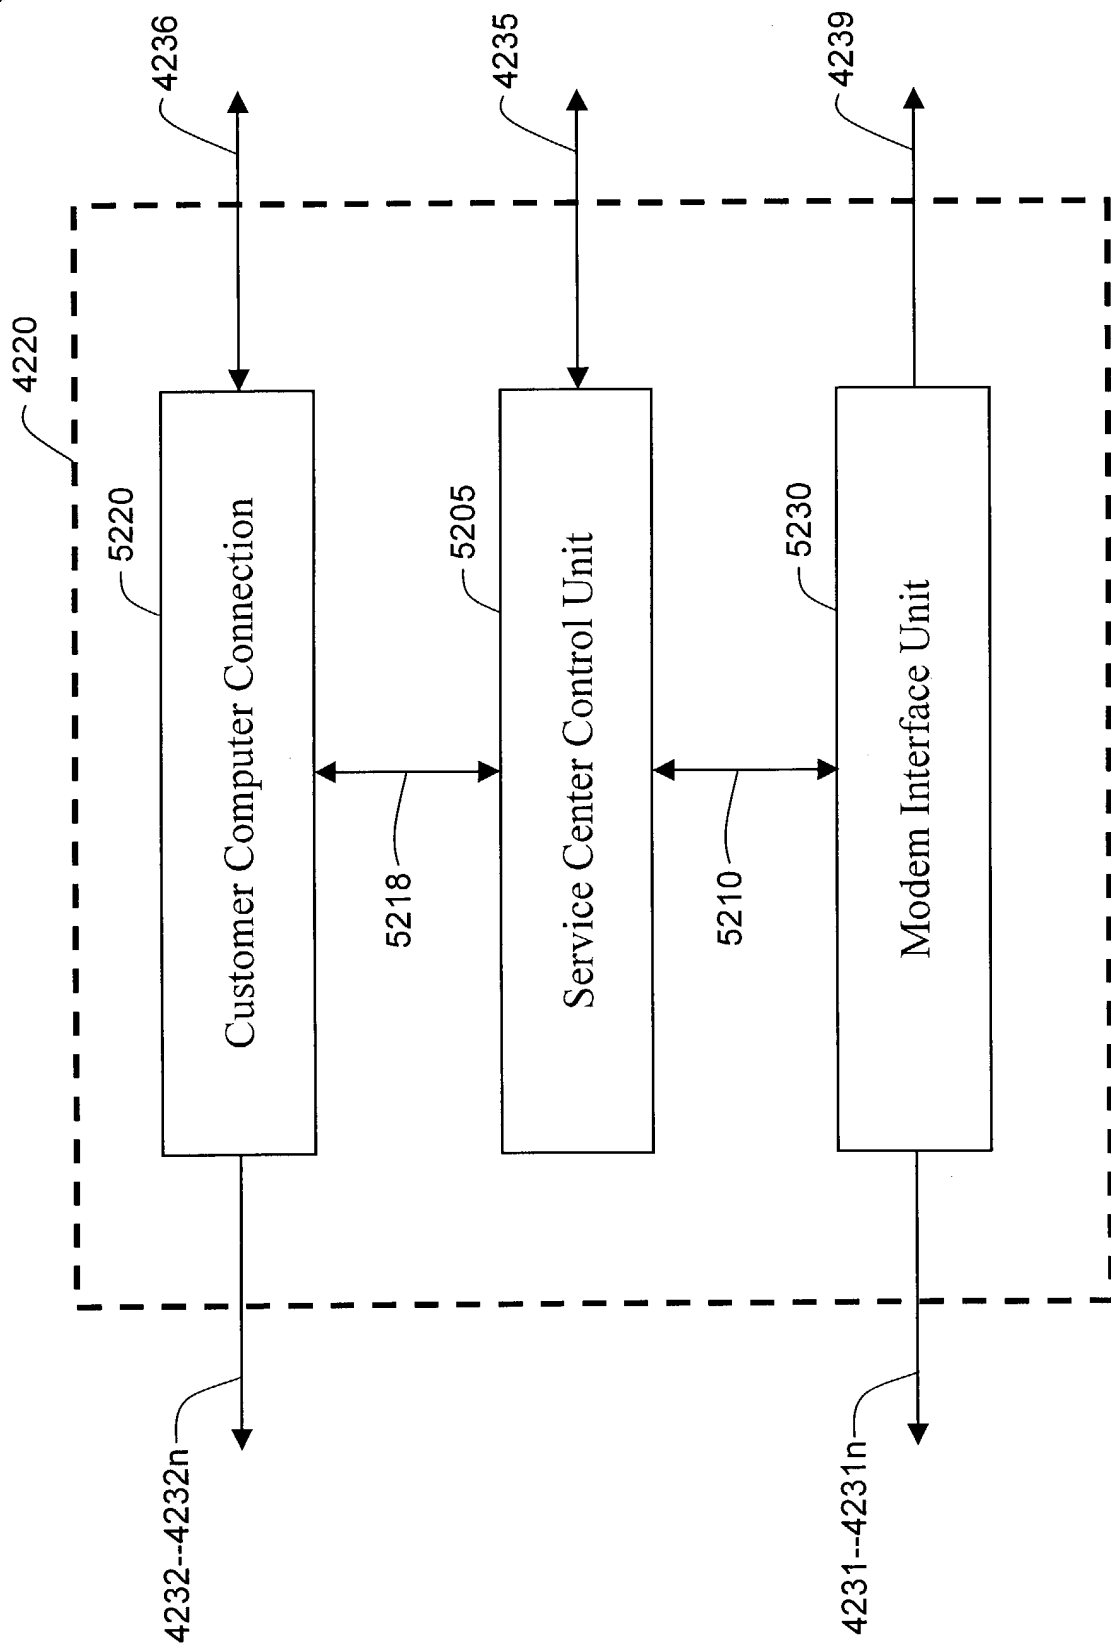 4220
4236
4235
4239
5220
Customer Computer Connection
5205
Service Center Control Unit
5230
Modem Interface Unit
5218
5210
4232--4232n
4231--4231n